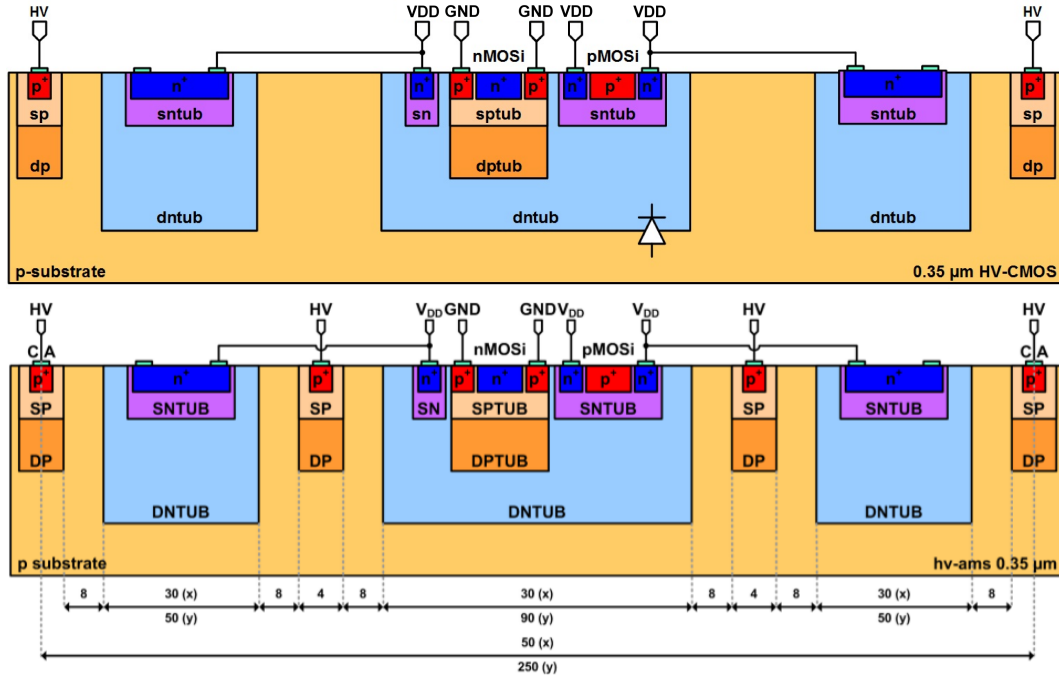 HV VDD GND GND VDD VDD HV
nMOSi pMOSi
p+ n+ n+ p+ n+ p+ n+ p+ n+ n+ p+
sp sntub sn sptub sntub sntub sp
dp dptub dp
dntub dntub dntub
p-substrate 0.35 µm HV-CMOS
HV HV VDD GND GND VDD VDD HV HV
C A nMOSi pMOSi C A
p+ n+ p+ n+ p+ n+ p+ n+ p+ n+ p+ n+ p+
SP SNTUB SP SN SPTUB SNTUB SP SNTUB SP
DP DP DPTUB DP DP
DNTUB DNTUB DNTUB
p substrate hv-ams 0.35 µm
8 30 (x) 8 4 8 30 (x) 8 4 8 30 (x) 8
50 (y) 90 (y) 50 (y)
50 (x)
250 (y)